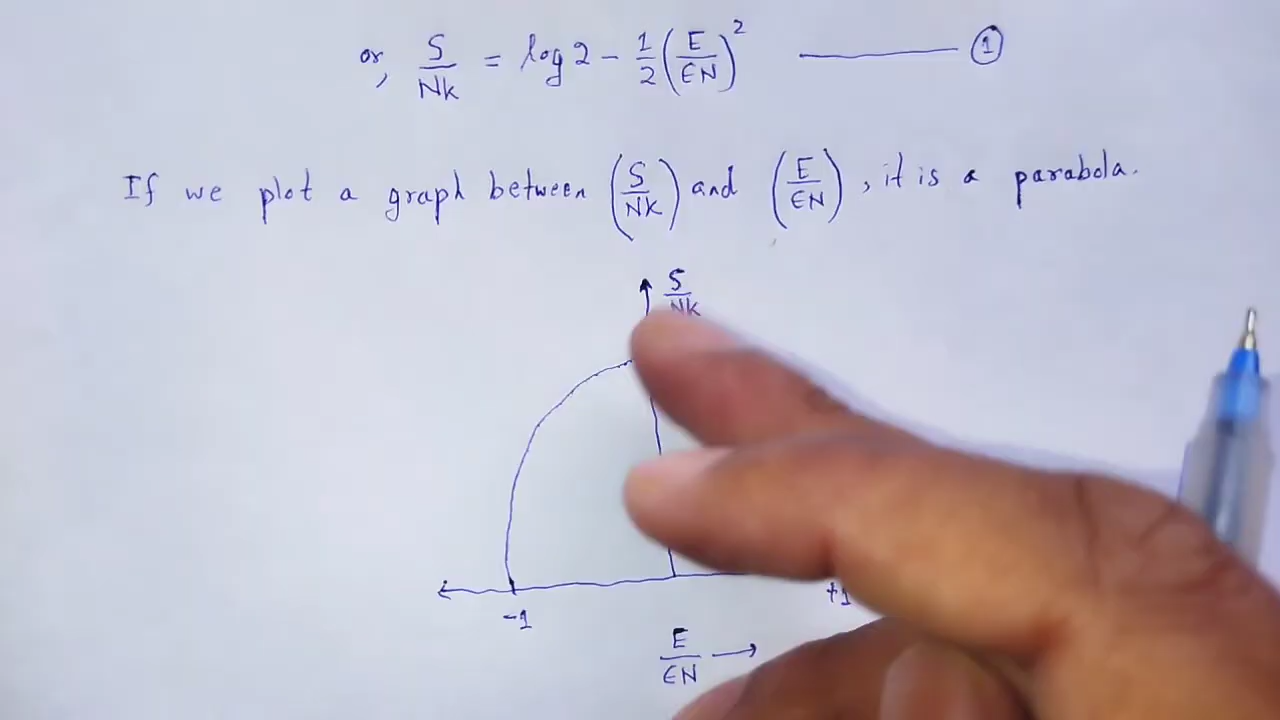 or, S/Nk = log 2 - 1/2 (E/ϵN)² ——— ①
If we plot a graph between (S/Nk) and (E/ϵN), it is a parabola.
S/Nk
-1 +1
E/ϵN →